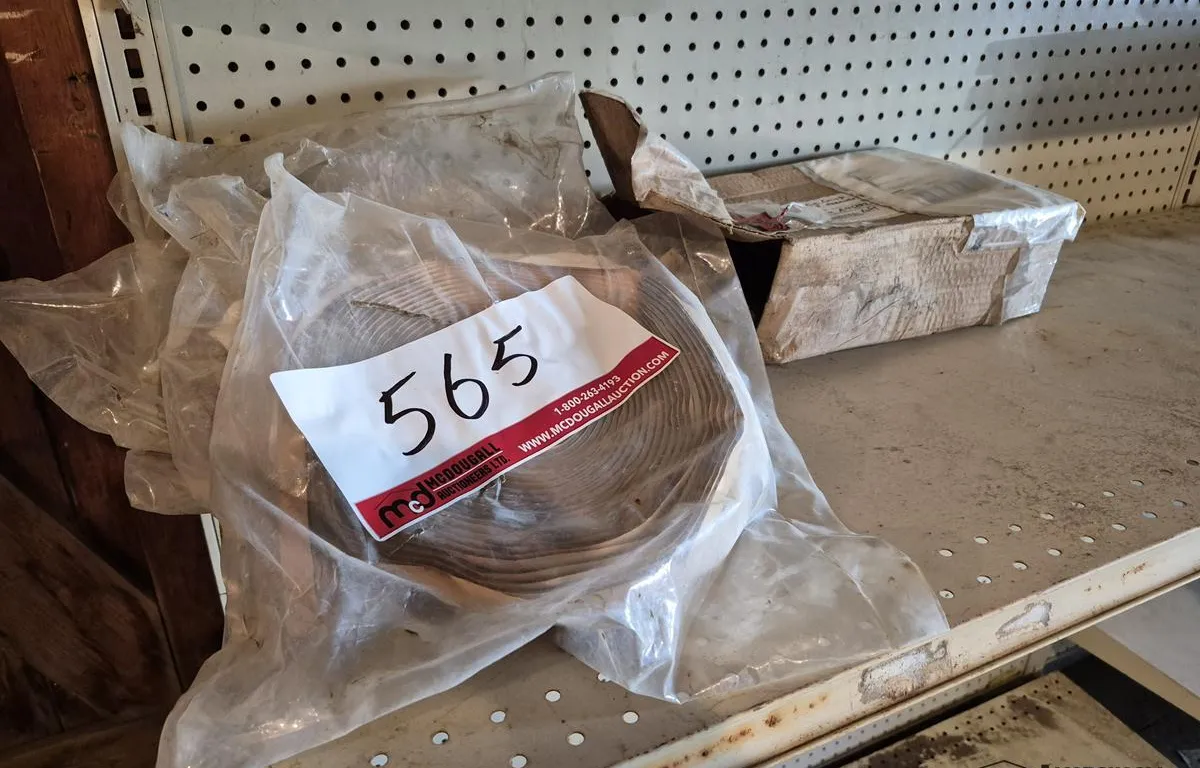 565
1-800-263-4193
WWW.MCDOUGALLAUCTION.COM
mcd MCDOUGALL
AUCTIONEERS LTD.